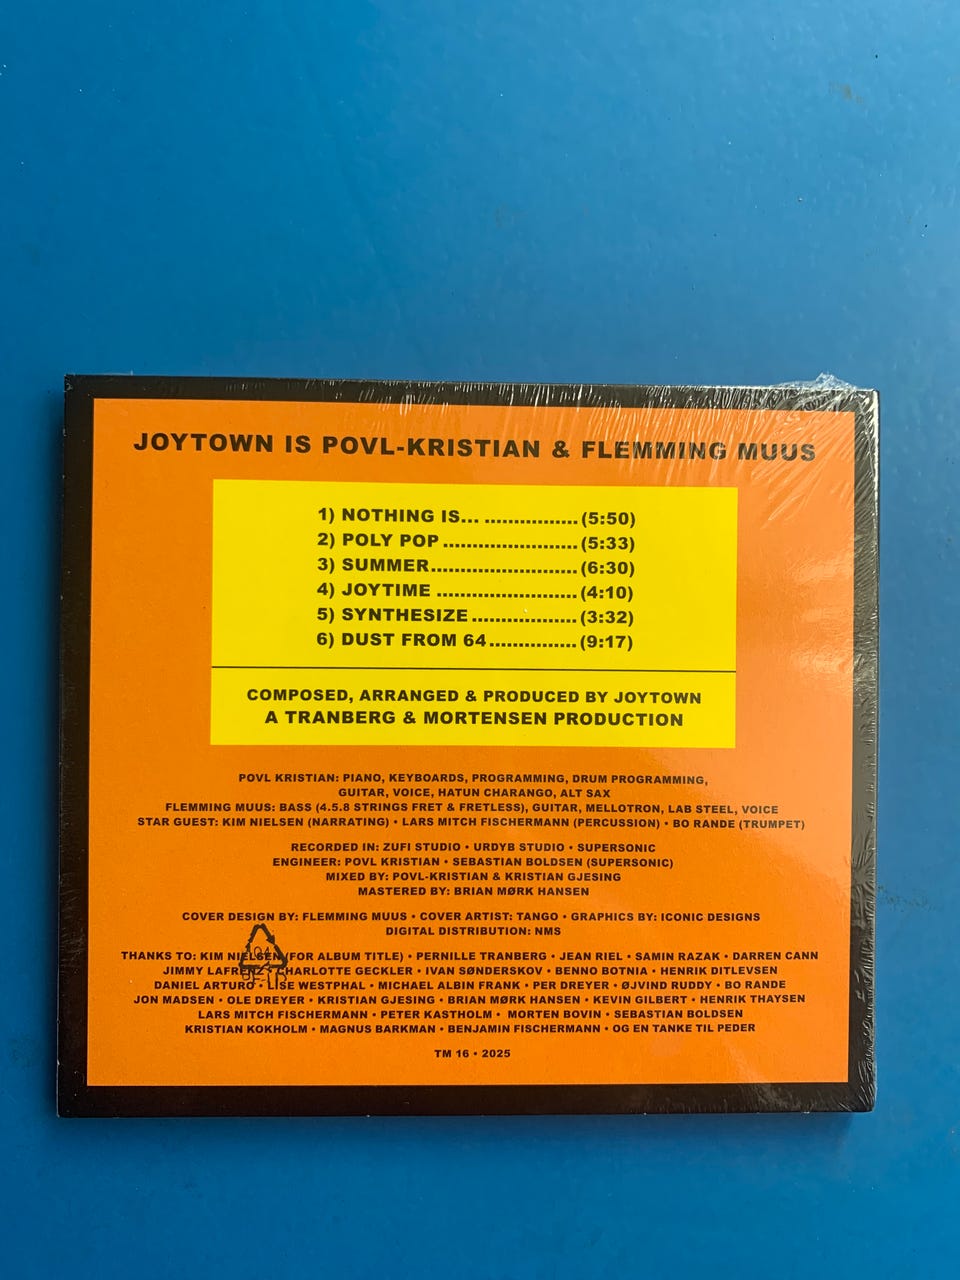 JOYTOWN IS POVL-KRISTIAN & FLEMMING MUUS
1) NOTHING IS... ................. (5:50)
2) POLY POP ........................ (5:33)
3) SUMMER.......................... (6:30)
4) JOYTIME ......................... (4:10)
5) SYNTHESIZE ................... (3:32)
6) DUST FROM 64 ................ (9:17)
COMPOSED, ARRANGED & PRODUCED BY JOYTOWN
A TRANBERG & MORTENSEN PRODUCTION
POVL KRISTIAN: PIANO, KEYBOARDS, PROGRAMMING, DRUM PROGRAMMING,
GUITAR, VOICE, HATUN CHARANGO, ALT SAX
FLEMMING MUUS: BASS (4.5.8 STRINGS FRET & FRETLESS), GUITAR, MELLOTRON, LAB STEEL, VOICE
STAR GUEST: KIM NIELSEN (NARRATING) • LARS MITCH FISCHERMANN (PERCUSSION) • BO RANDE (TRUMPET)
RECORDED IN: ZUFI STUDIO • URDYB STUDIO • SUPERSONIC
ENGINEER: POVL KRISTIAN • SEBASTIAN BOLDSEN (SUPERSONIC)
MIXED BY: POVL-KRISTIAN & KRISTIAN GJESING
MASTERED BY: BRIAN MØRK HANSEN
COVER DESIGN BY: FLEMMING MUUS • COVER ARTIST: TANGO • GRAPHICS BY: ICONIC DESIGNS
DIGITAL DISTRIBUTION: NMS
THANKS TO: KIM NIELSEN (FOR ALBUM TITLE) • PERNILLE TRANBERG • JEAN RIEL • SAMIN RAZAK • DARREN CANN
JIMMY LAFRENZ • CHARLOTTE GECKLER • IVAN SØNDERSKOV • BENNO BOTNIA • HENRIK DITLEVSEN
DANIEL ARTURO • LISE WESTPHAL • MICHAEL ALBIN FRANK • PER DREYER • ØJVIND RUDDY • BO RANDE
JON MADSEN • OLE DREYER • KRISTIAN GJESING • BRIAN MØRK HANSEN • KEVIN GILBERT • HENRIK THAYSEN
LARS MITCH FISCHERMANN • PETER KASTHOLM • MORTEN BOVIN • SEBASTIAN BOLDSEN
KRISTIAN KOKHOLM • MAGNUS BARKMAN • BENJAMIN FISCHERMANN • OG EN TANKE TIL PEDER
TM 16 • 2025